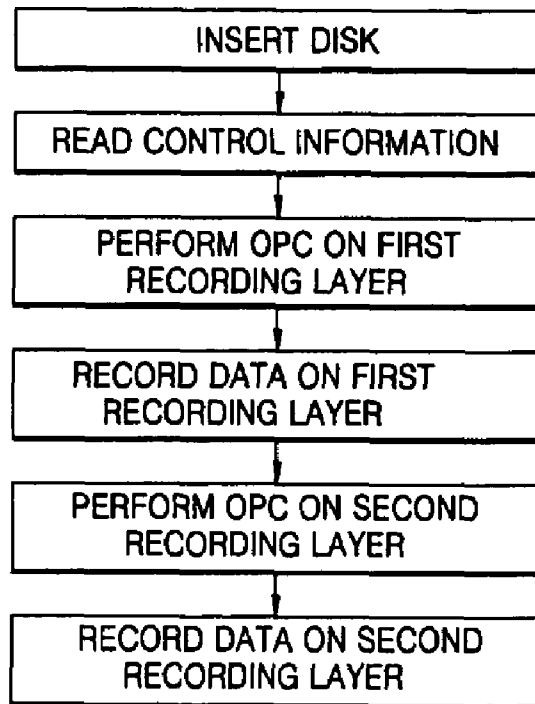 INSERT DISK
READ CONTROL INFORMATION
PERFORM OPC ON FIRST
RECORDING LAYER
RECORD DATA ON FIRST
RECORDING LAYER
PERFORM OPC ON SECOND
RECORDING LAYER
RECORD DATA ON SECOND
RECORDING LAYER